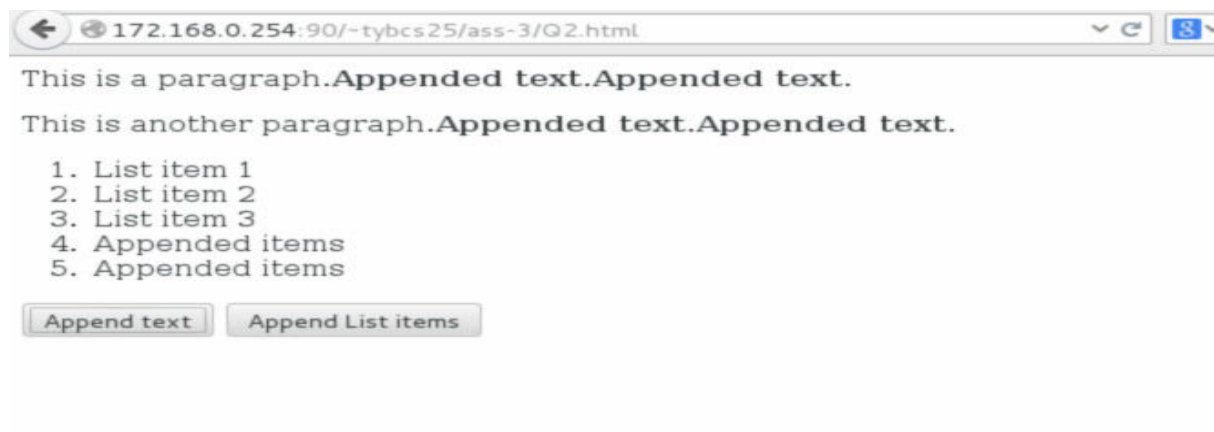 172.168.0.254:90/~tybcs25/ass-3/Q2.html
8
This is a paragraph.Appended text.Appended text.
This is another paragraph.Appended text.Appended text.
1. List item 1
2. List item 2
3. List item 3
4. Appended items
5. Appended items
Append text Append List items